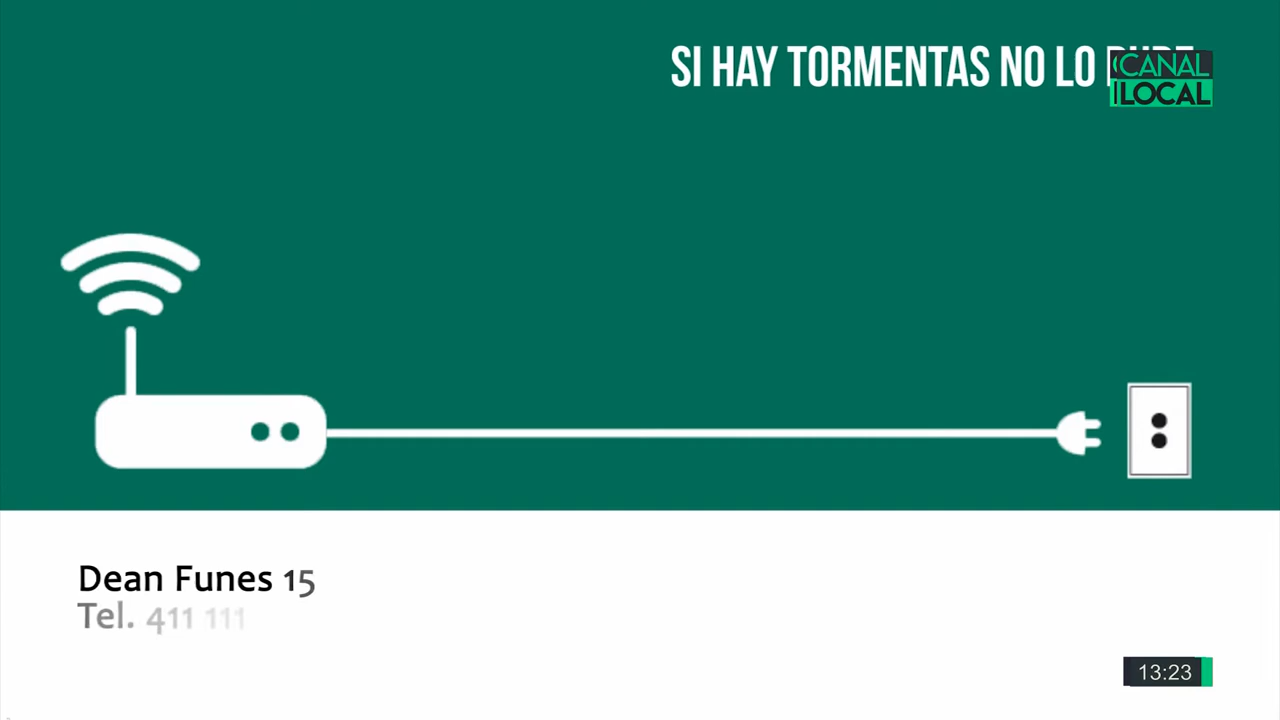 SI HAY TORMENTAS NO LO
CANAL
LOCAL
Dean Funes 15
Tel. 411 111
13:23